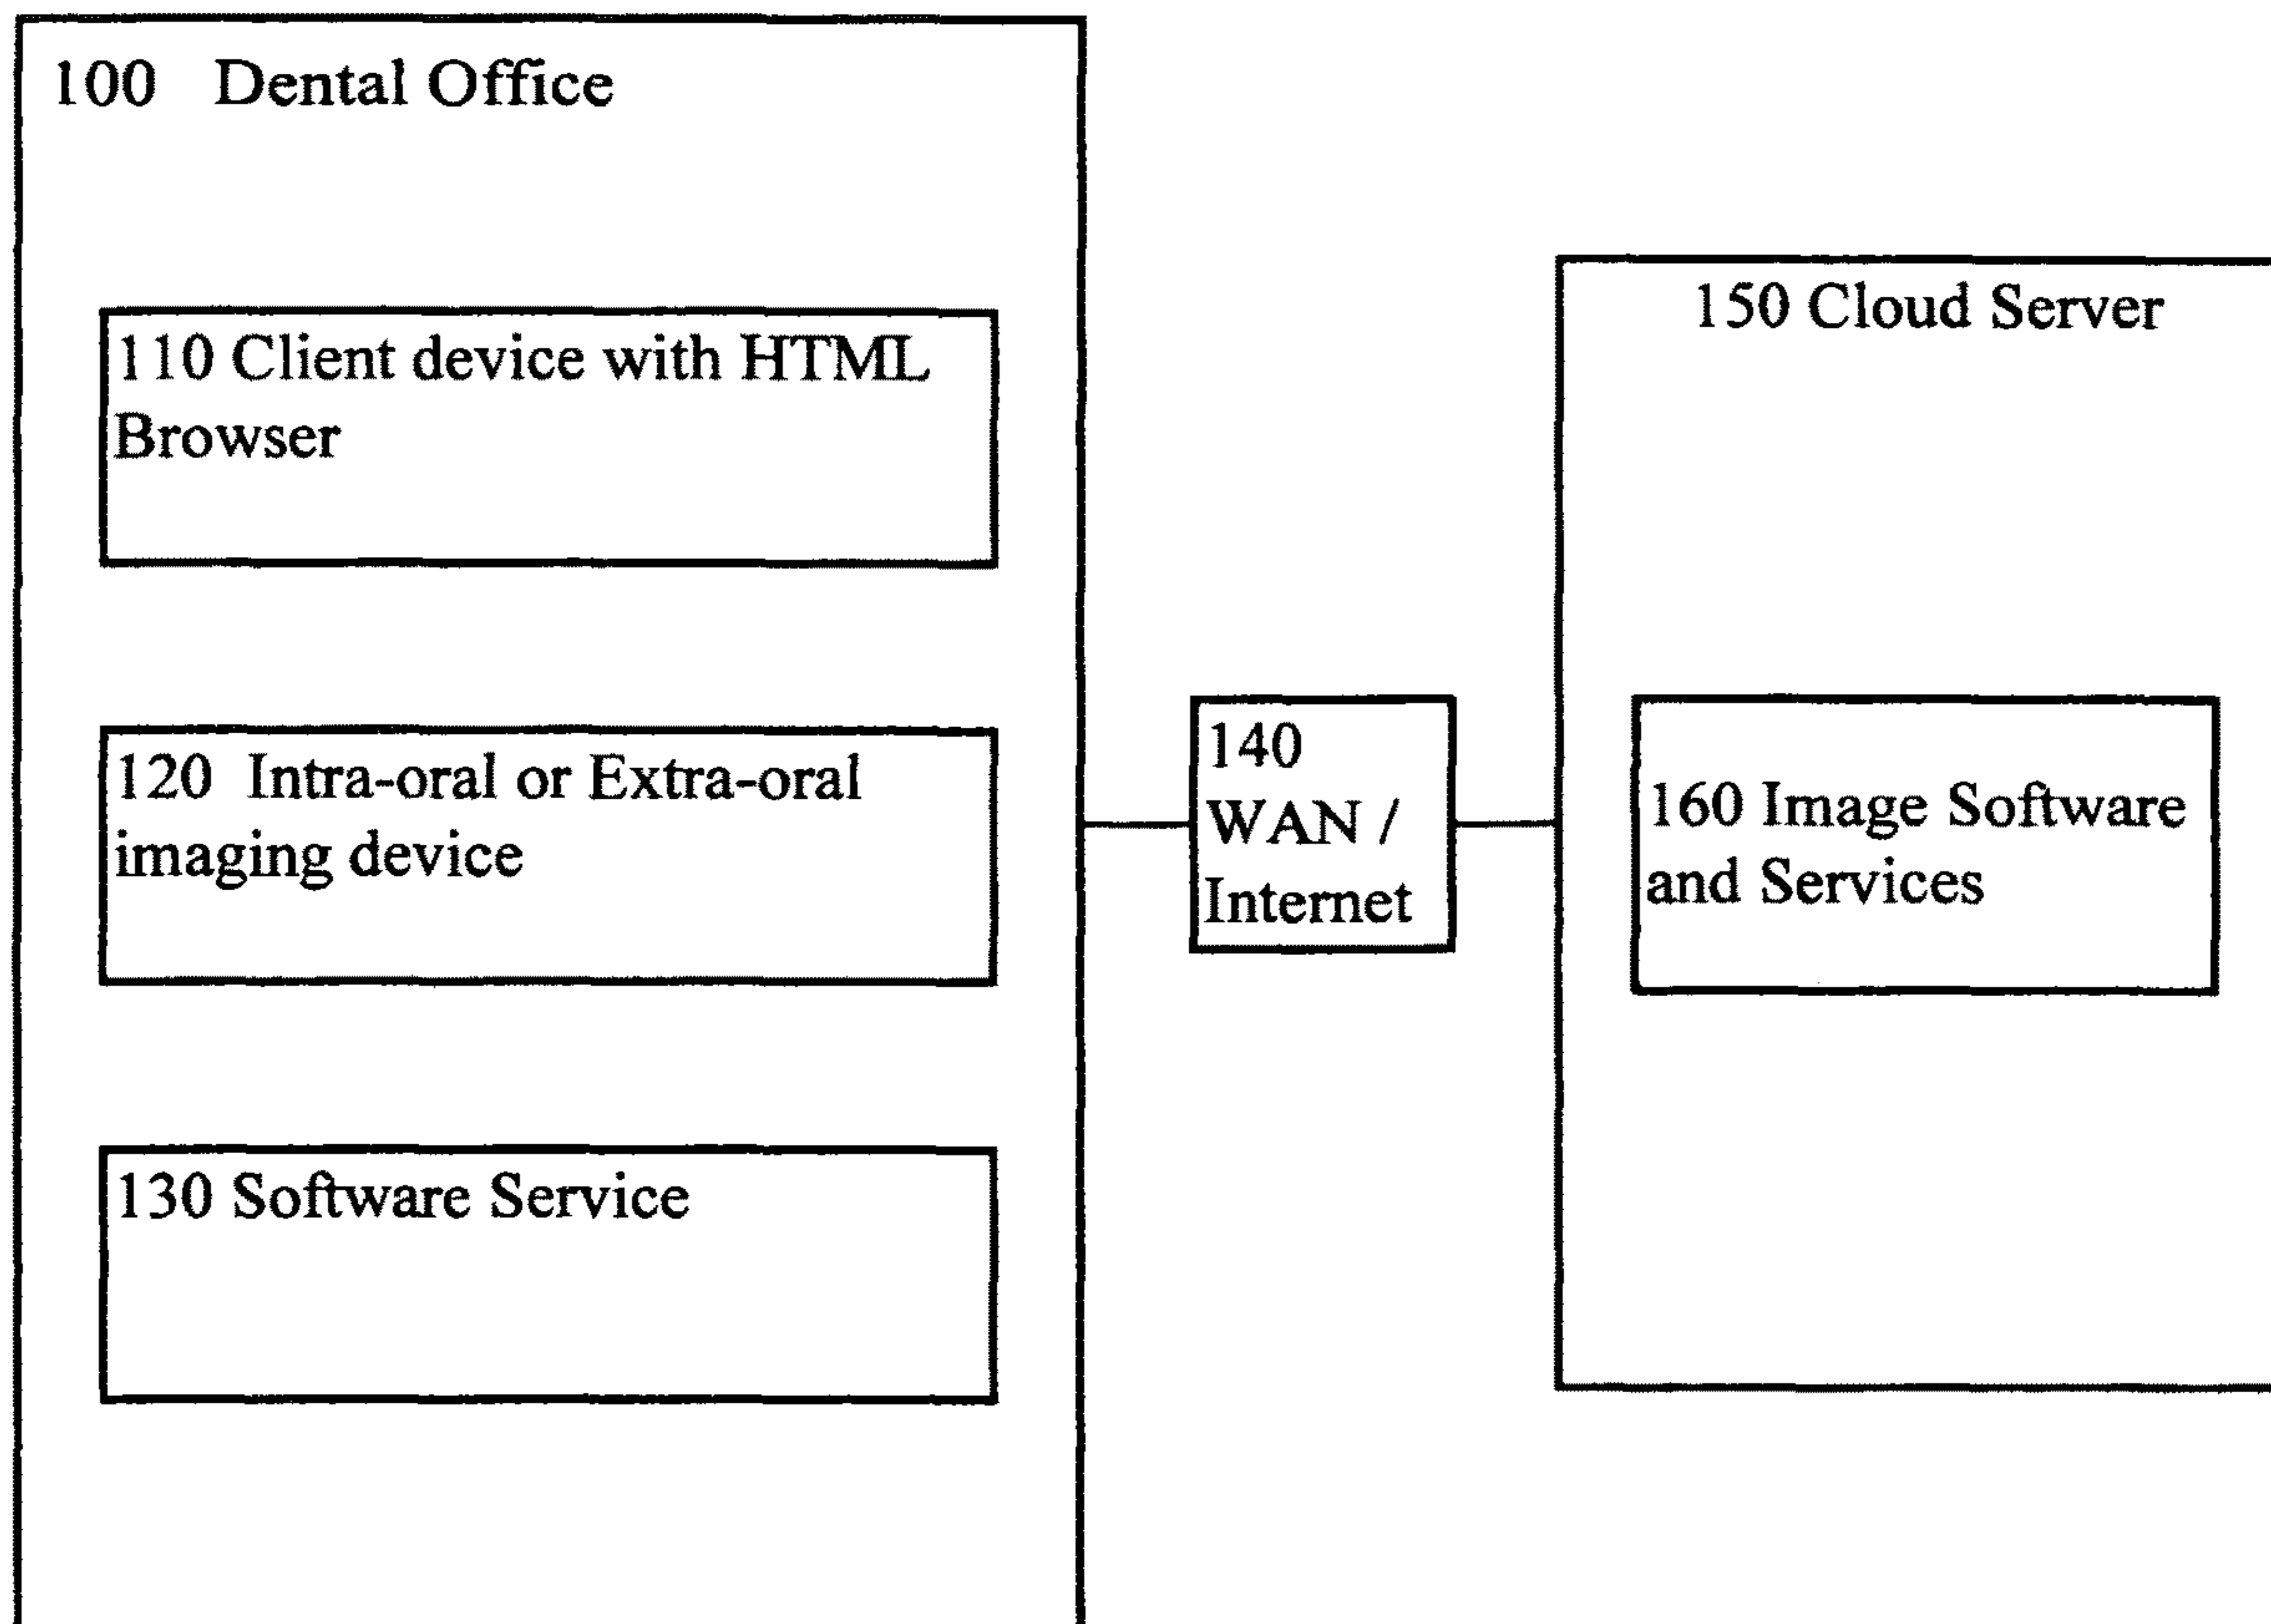 100 Dental Office
110 Client device with HTML
Browser
120 Intra-oral or Extra-oral
imaging device
130 Software Service
140
WAN /
Internet
150 Cloud Server
160 Image Software
and Services